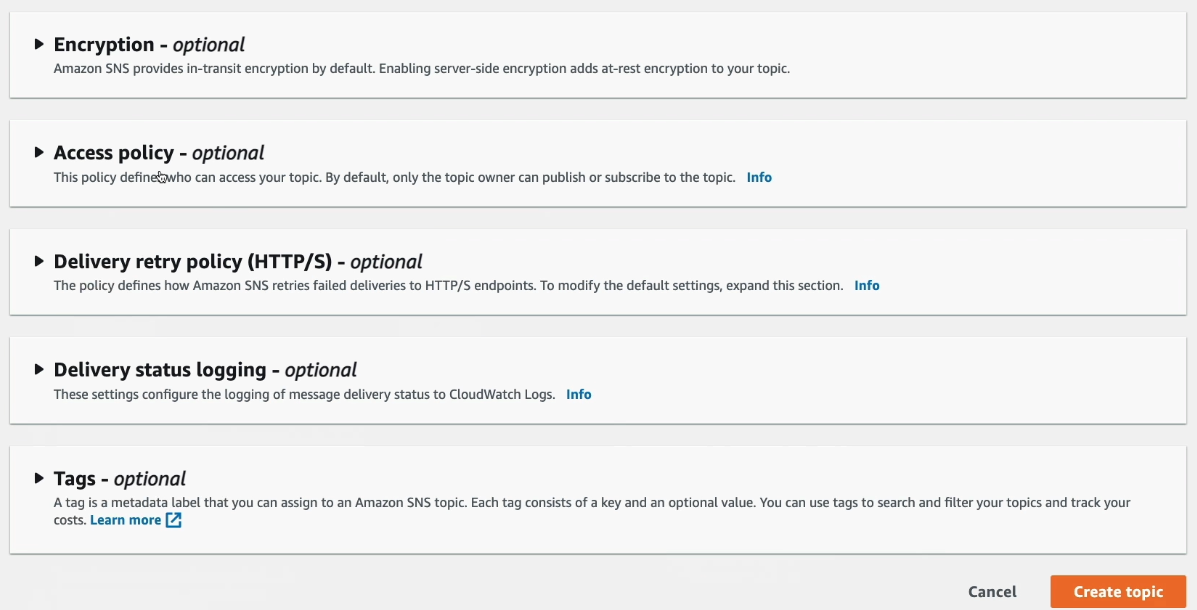 Encryption - optional
Amazon SNS provides in-transit encryption by default. Enabling server-side encryption adds at-rest encryption to your topic.
Access policy - optional
This policy defines who can access your topic. By default, only the topic owner can publish or subscribe to the topic. Info
Delivery retry policy (HTTP/S) - optional
The policy defines how Amazon SNS retries failed deliveries to HTTP/S endpoints. To modify the default settings, expand this section. Info
Delivery status logging - optional
These settings configure the logging of message delivery status to CloudWatch Logs. Info
Tags - optional
A tag is a metadata label that you can assign to an Amazon SNS topic. Each tag consists of a key and an optional value. You can use tags to search and filter your topics and track your
costs. Learn more
Cancel Create topic